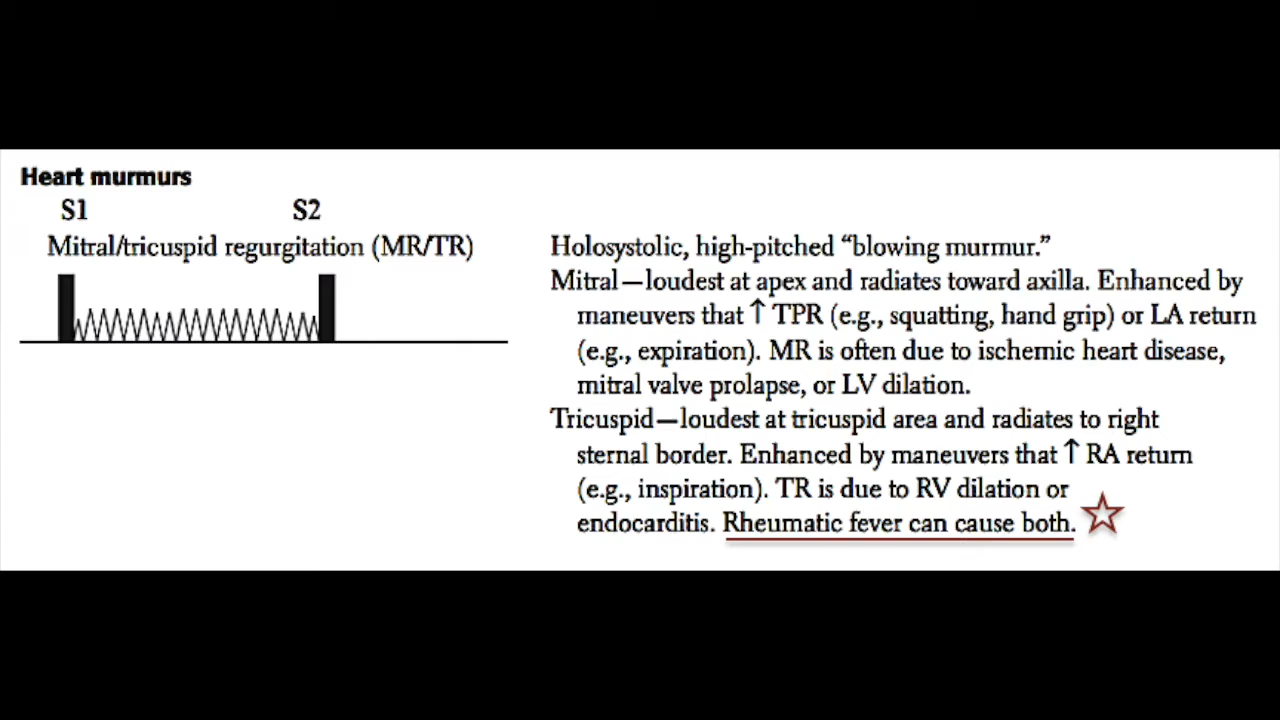 Heart murmurs
S1 S2
Mitral/tricuspid regurgitation (MR/TR)
Holosystolic, high-pitched “blowing murmur.”
Mitral—loudest at apex and radiates toward axilla. Enhanced by
maneuvers that ↑ TPR (e.g., squatting, hand grip) or LA return
(e.g., expiration). MR is often due to ischemic heart disease,
mitral valve prolapse, or LV dilation.
Tricuspid—loudest at tricuspid area and radiates to right
sternal border. Enhanced by maneuvers that ↑ RA return
(e.g., inspiration). TR is due to RV dilation or
endocarditis. Rheumatic fever can cause both.